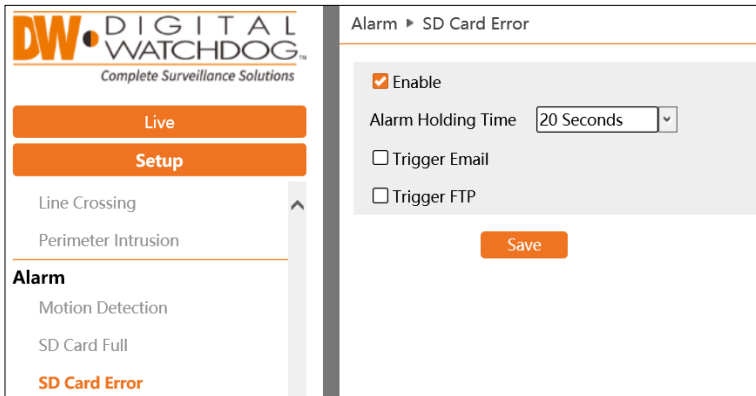 DW DIGITAL
WATCHDOG™
Complete Surveillance Solutions
Live
Setup
Line Crossing
Perimeter Intrusion
Alarm
Motion Detection
SD Card Full
SD Card Error
Alarm ▶ SD Card Error
Enable
Alarm Holding Time 20 Seconds
Trigger Email
Trigger FTP
Save